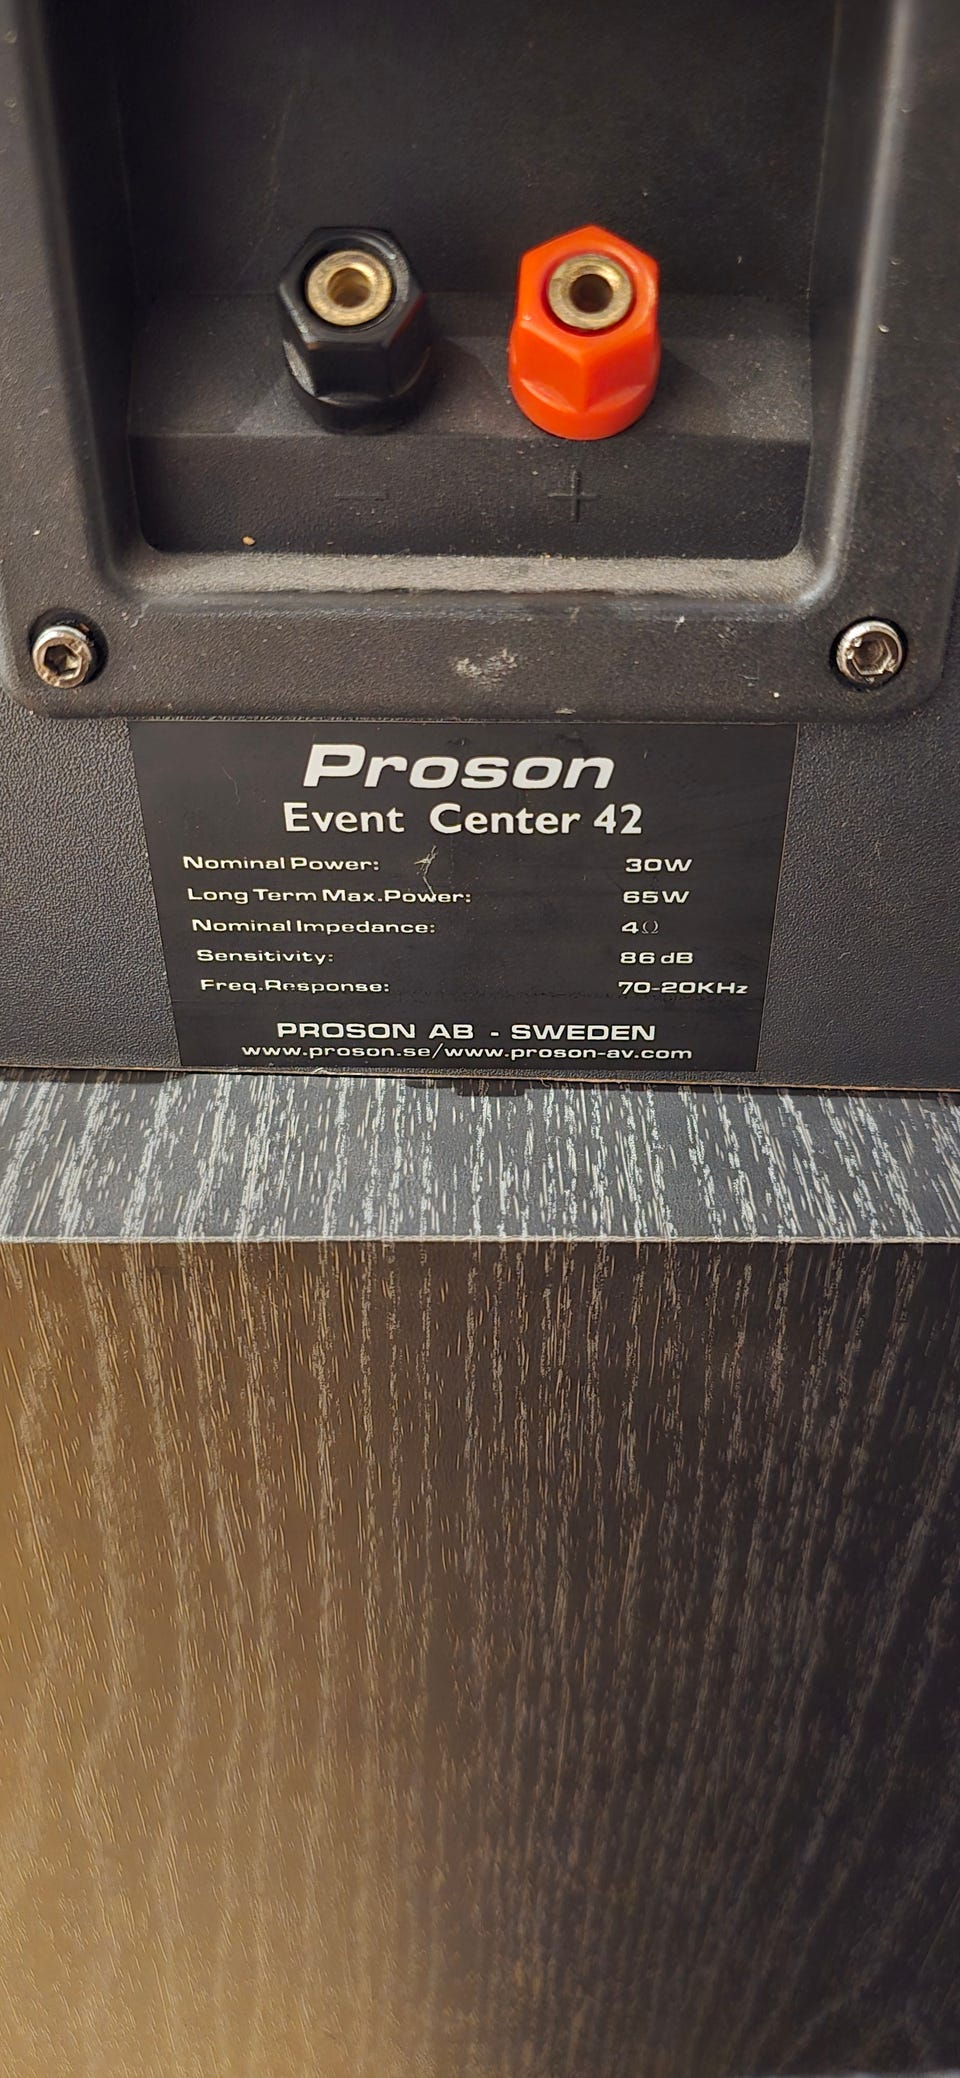 − +
Proson
Event Center 42
Nominal Power: 30W
Long Term Max.Power: 65W
Nominal Impedance: 4Ω
Sensitivity: 86 dB
Freq.Response: 70-20KHz
PROSON AB - SWEDEN
www.proson.se/www.proson-av.com